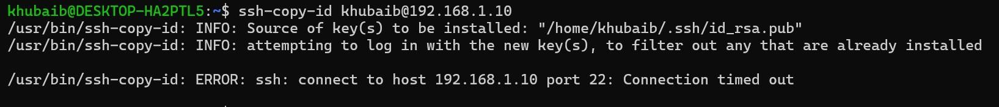 khubaib@DESKTOP-HA2PTL5:~$ ssh-copy-id khubaib@192.168.1.10
/usr/bin/ssh-copy-id: INFO: Source of key(s) to be installed: "/home/khubaib/.ssh/id_rsa.pub"
/usr/bin/ssh-copy-id: INFO: attempting to log in with the new key(s), to filter out any that are already installed
/usr/bin/ssh-copy-id: ERROR: ssh: connect to host 192.168.1.10 port 22: Connection timed out